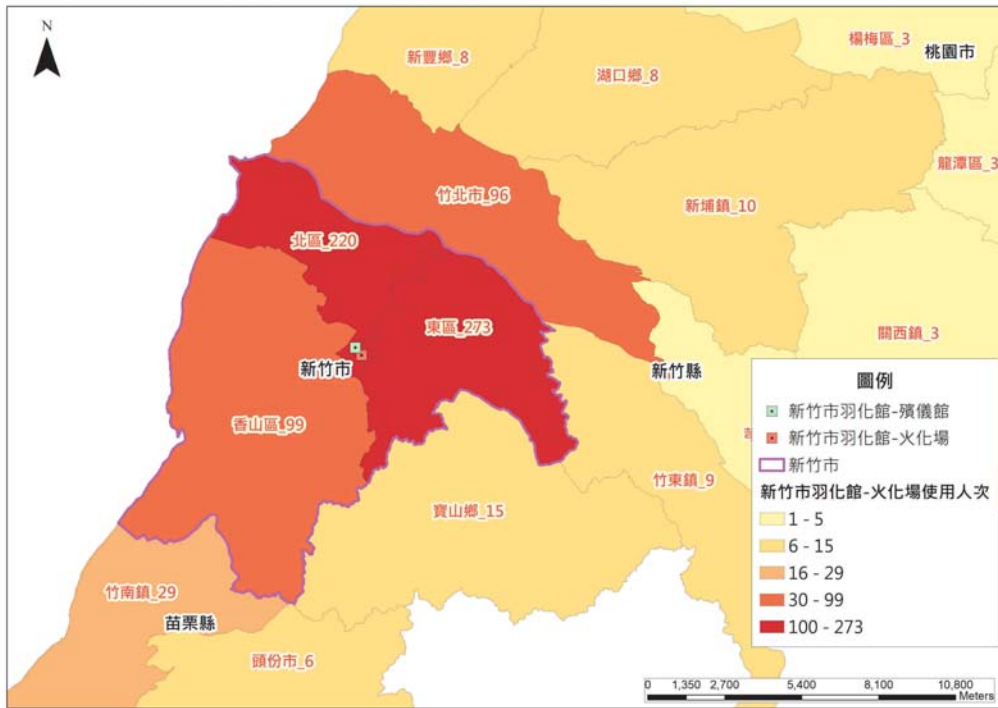 N
新豐鄉_8
湖口鄉_8
楊梅區_3
桃園市
龍潭區_3
竹北市_96
新埔鎮_10
北區_220
東區_273
關西鎮_3
新竹市
新竹縣
香山區_99
竹東鎮_9
寶山鄉_15
竹南鎮_29
苗栗縣
頭份市_6
圖例
新竹市羽化館-殯儀館
新竹市羽化館-火化場
新竹市
新竹市羽化館-火化場使用人次
1 - 5
6 - 15
16 - 29
30 - 99
100 - 273
0 1,350 2,700 5,400 8,100 10,800
Meters